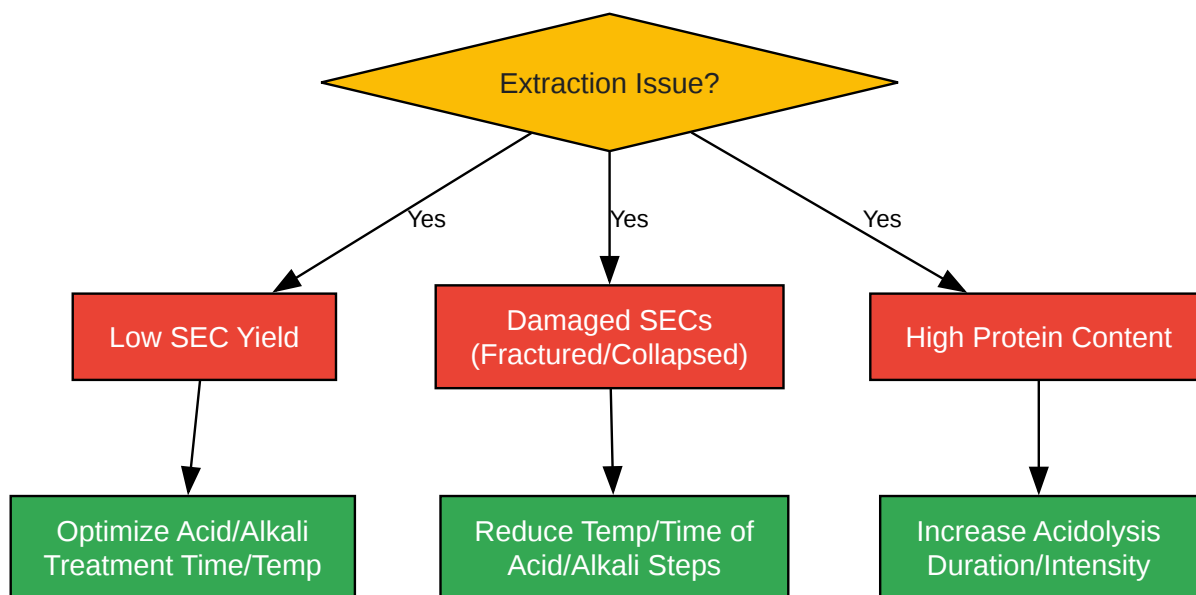 Extraction Issue?
Yes
Yes
Yes
Low SEC Yield
Damaged SECs
(Fractured/Collapsed)
High Protein Content
Optimize Acid/Alkali
Treatment Time/Temp
Reduce Temp/Time of
Acid/Alkali Steps
Increase Acidolysis
Duration/Intensity